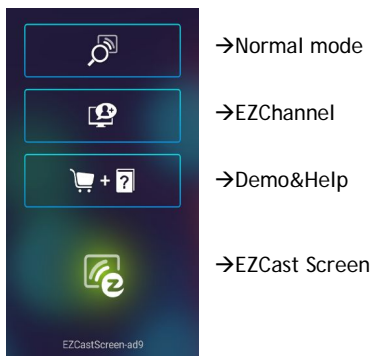 →Normal mode
→EZChannel
+ ?
→Demo&Help
→EZCast Screen
EZCastScreen-ad9